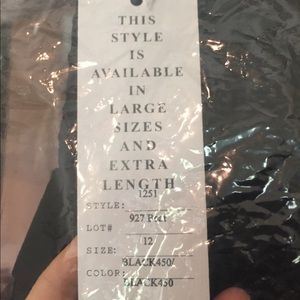 THIS
STYLE
IS
AVAILABLE
IN
LARGE
SIZES
AND
EXTRA
LENGTH
1251
STYLE:
927
LOT#
12
SIZE:
BLACK450/
COLOR:
BLACK450